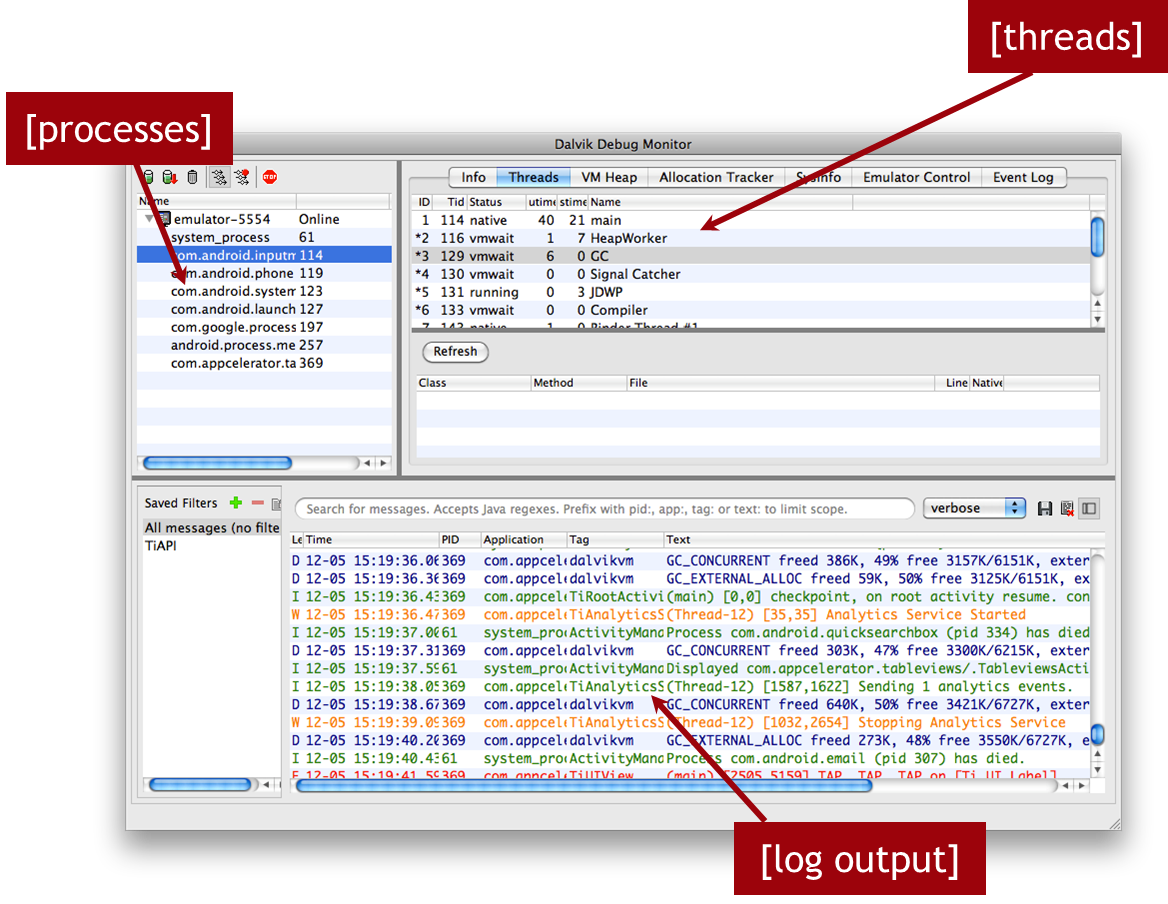 [threads]
[processes]
Dalvik Debug Monitor
Info Threads VM Heap Allocation Tracker Sysinfo Emulator Control Event Log
STOP
Name
emulator-5554 Online
system_process 61
com.android.inputm 114
com.android.phone 119
com.android.system 123
com.android.launch 127
com.google.process 197
android.process.me 257
com.appcelerator.ta 369
ID Tid Status utime stime Name
1 114 native 40 21 main
*2 116 vmwait 1 7 HeapWorker
*3 129 vmwait 6 0 GC
*4 130 vmwait 0 0 Signal Catcher
*5 131 running 0 3 JDWP
*6 133 vmwait 0 0 Compiler
7 143 native 1 0 Binder Thread #1
Refresh
Class Method File Line Native
Saved Filters
All messages (no filte
TiAPI
Search for messages. Accepts Java regexes. Prefix with pid:, app:, tag: or text: to limit scope.
verbose
Le Time PID Application Tag Text
D 12-05 15:19:36.06 369 com.appcel dalvikvm GC_CONCURRENT freed 386K, 49% free 3157K/6151K, exter
D 12-05 15:19:36.36 369 com.appcel dalvikvm GC_EXTERNAL_ALLOC freed 59K, 50% free 3125K/6151K, ex
I 12-05 15:19:36.43 369 com.appcel TiRootActivi (main) [0,0] checkpoint, on root activity resume. con
W 12-05 15:19:36.47 369 com.appcel TiAnalyticsS (Thread-12) [35,35] Analytics Service Started
I 12-05 15:19:37.00 61 system_pro ActivityMana Process com.android.quicksearchbox (pid 334) has died
D 12-05 15:19:37.31 369 com.appcel dalvikvm GC_CONCURRENT freed 303K, 47% free 3300K/6215K, exter
I 12-05 15:19:37.59 61 system_pro ActivityMana Displayed com.appcelerator.tableviews/.TableviewsActi
I 12-05 15:19:38.05 369 com.appcel TiAnalyticsS (Thread-12) [1587,1622] Sending 1 analytics events.
D 12-05 15:19:38.67 369 com.appcel dalvikvm GC_CONCURRENT freed 640K, 50% free 3421K/6727K, exter
W 12-05 15:19:39.09 369 com.appcel TiAnalyticsS (Thread-12) [1032,2654] Stopping Analytics Service
D 12-05 15:19:40.20 369 com.appcel dalvikvm GC_EXTERNAL_ALLOC freed 273K, 48% free 3550K/6727K, e
I 12-05 15:19:40.43 61 system_pro ActivityMana Process com.android.email (pid 307) has died.
E 12-05 15:19:41.59 369 com.appcel TiUIView (main) [2505,5159] TAP, TAP, TAP on [Ti.UI.Label]
[log output]